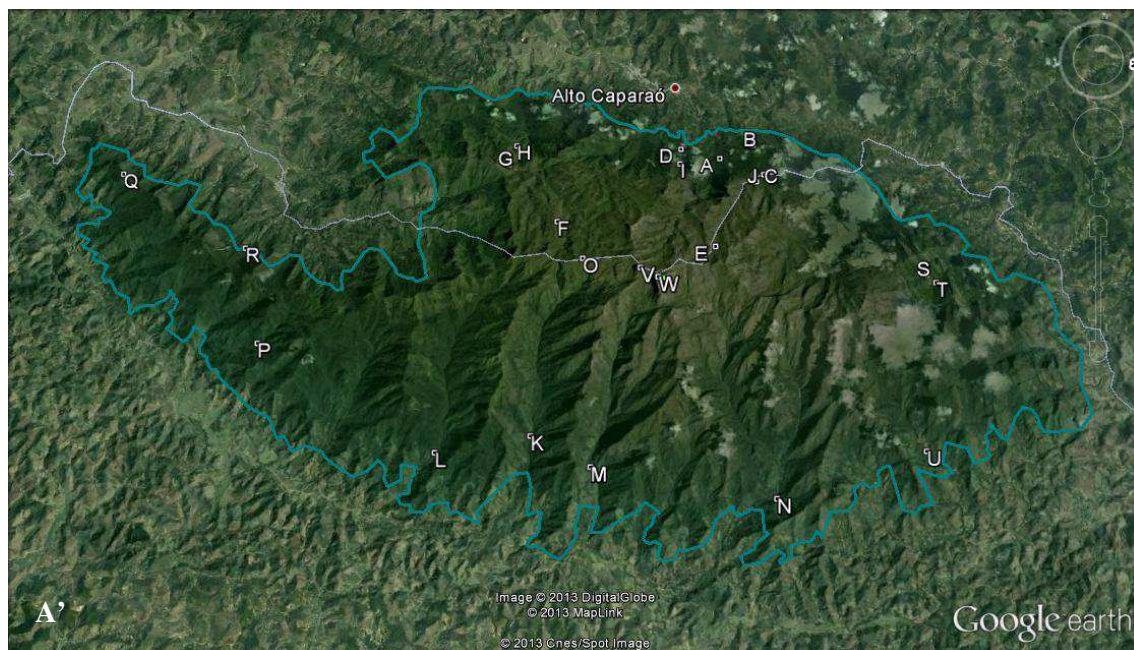 Alto Caparaó
B
G H
D
I
A
J C
Q
F
R
E
O
V
W
S
T
P
K
L
M
U
N
Image © 2013 DigitalGlobe
© 2013 MapLink
A’
Google earth
© 2013 Cnes/Spot Image